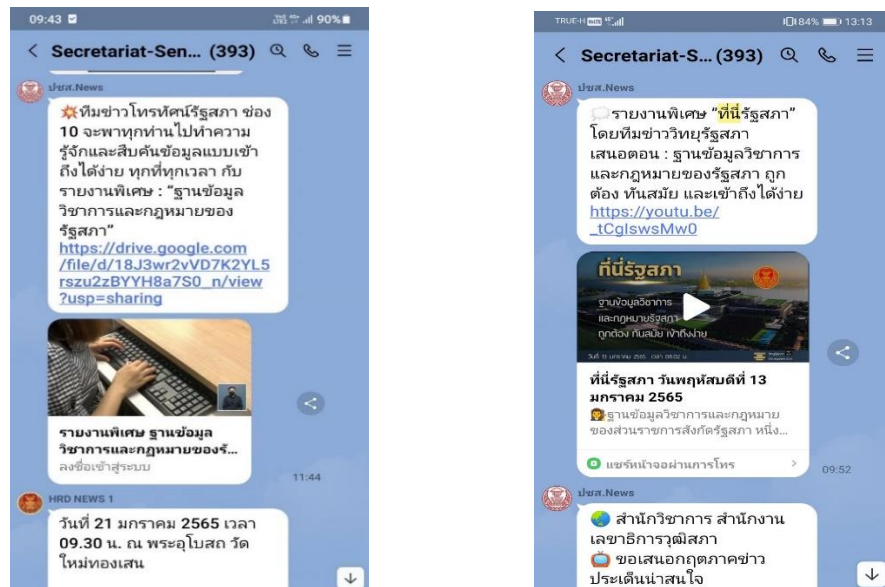 09:43
90%
Secretariat-Sen... (393)
ปชส.News
ทีมข่าวโทรทัศน์รัฐสภา ช่อง
10 จะพาทุกท่านไปทำความ
รู้จักและสืบค้นข้อมูลแบบเข้า
ถึงได้ง่าย ทุกที่ทุกเวลา กับ
รายงานพิเศษ : "ฐานข้อมูล
วิชาการและกฎหมายของ
รัฐสภา"
https://drive.google.com
/file/d/18J3wr2vVD7K2YL5
rszu2zBYYH8a7S0_n/view
?usp=sharing
รายงานพิเศษ ฐานข้อมูล
วิชาการและกฎหมายของรั...
ลงชื่อเข้าสู่ระบบ
11:44
HRD NEWS 1
วันที่ 21 มกราคม 2565 เวลา
09.30 น. ณ พระอุโบสถ วัด
ใหม่ทองเสน
TRUE-H
84% 13:13
Secretariat-S... (393)
ปชส.News
รายงานพิเศษ "ที่นี่รัฐสภา"
โดยทีมข่าววิทยุรัฐสภา
เสนอตอน : ฐานข้อมูลวิชาการ
และกฎหมายของรัฐสภา ถูก
ต้อง ทันสมัย และเข้าถึงได้ง่าย
https://youtu.be/
_tCglswsMw0
ที่นี่รัฐสภา
ฐานข้อมูลวิชาการ
และกฎหมายรัฐสภา
ถูกต้อง ทันสมัย เข้าถึงง่าย
ที่นี่รัฐสภา วันพฤหัสบดีที่ 13
มกราคม 2565
ฐานข้อมูลวิชาการและกฎหมาย
ของส่วนราชการสังกัดรัฐสภา หนึ่ง...
แชร์หน้าจอผ่านการโทร
09:52
ปชส.News
สำนักวิชาการ สำนักงาน
เลขาธิการวุฒิสภา
ขอเสนอกฤตภาคข่าว
ประเด็นน่าสนใจ